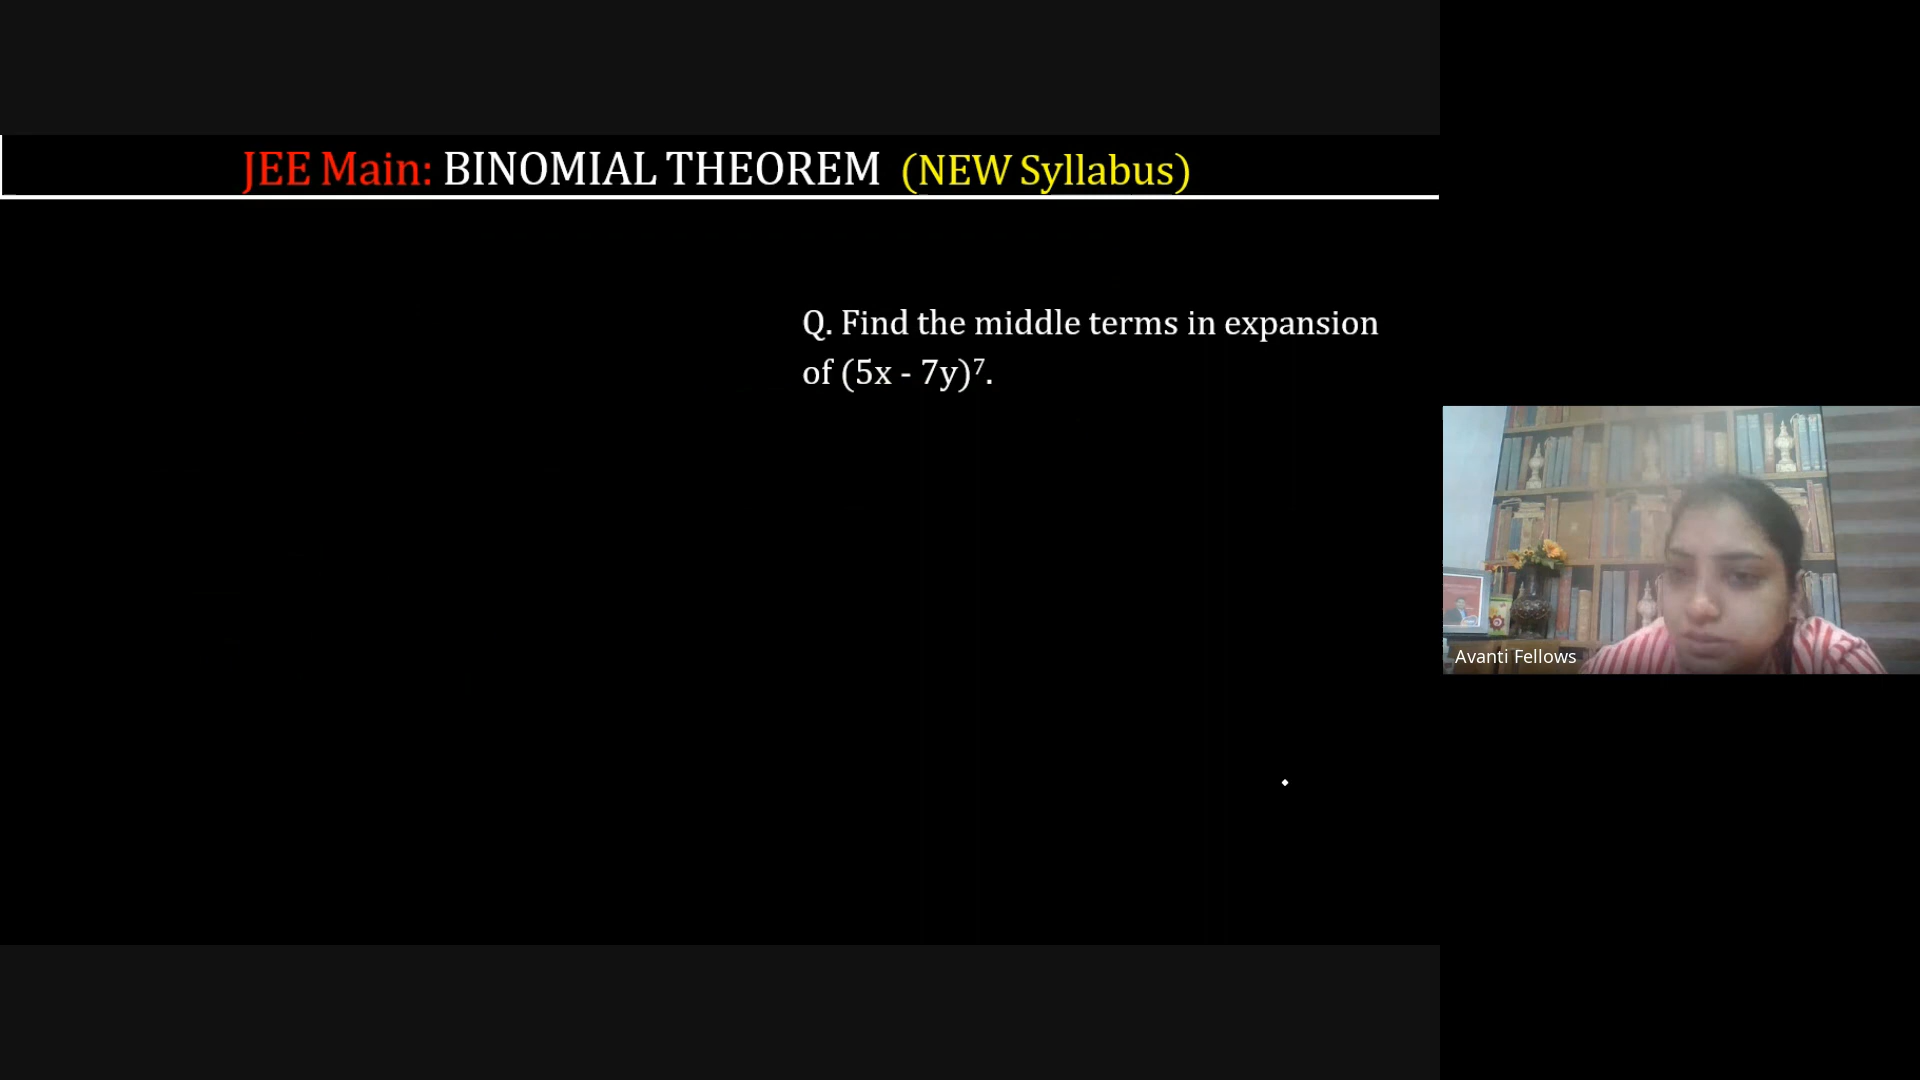 JEE Main: BINOMIAL THEOREM (NEW Syllabus)
Q. Find the middle terms in expansion
of (5x - 7y)⁷.
Avanti Fellows